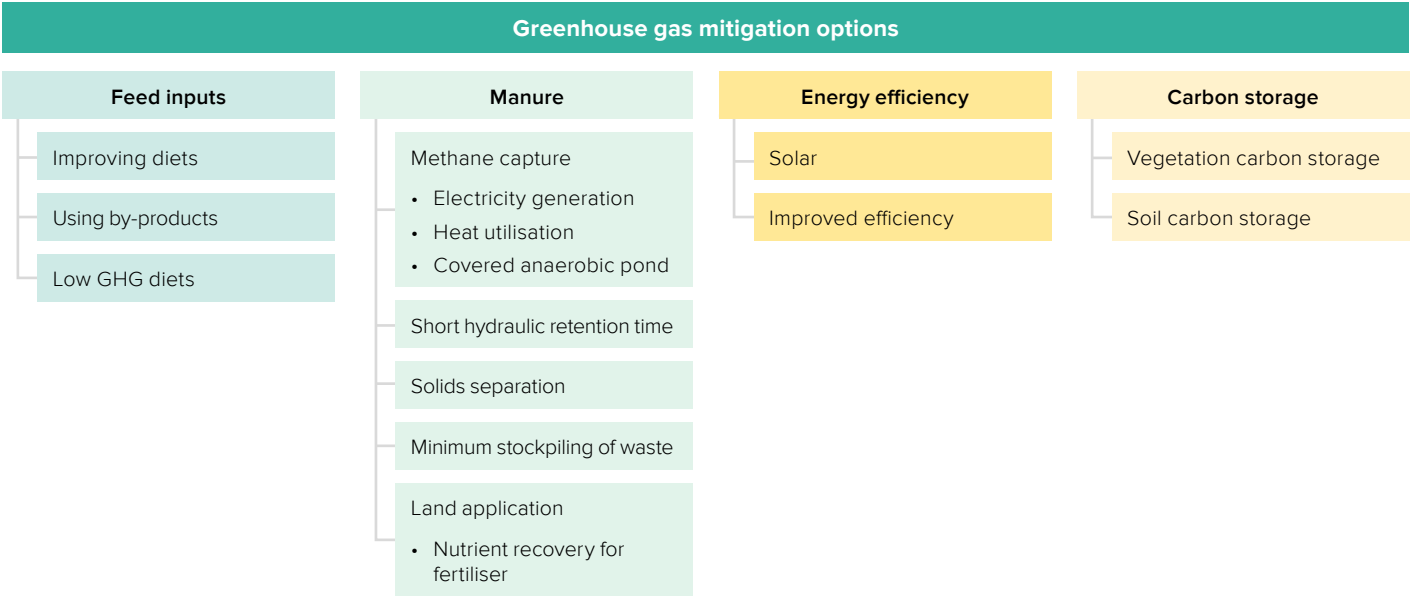 Greenhouse gas mitigation options
Feed inputs
Improving diets
Using by-products
Low GHG diets
Manure
Methane capture
• Electricity generation
• Heat utilisation
• Covered anaerobic pond
Short hydraulic retention time
Solids separation
Minimum stockpiling of waste
Land application
• Nutrient recovery for
fertiliser
Energy efficiency
Solar
Improved efficiency
Carbon storage
Vegetation carbon storage
Soil carbon storage